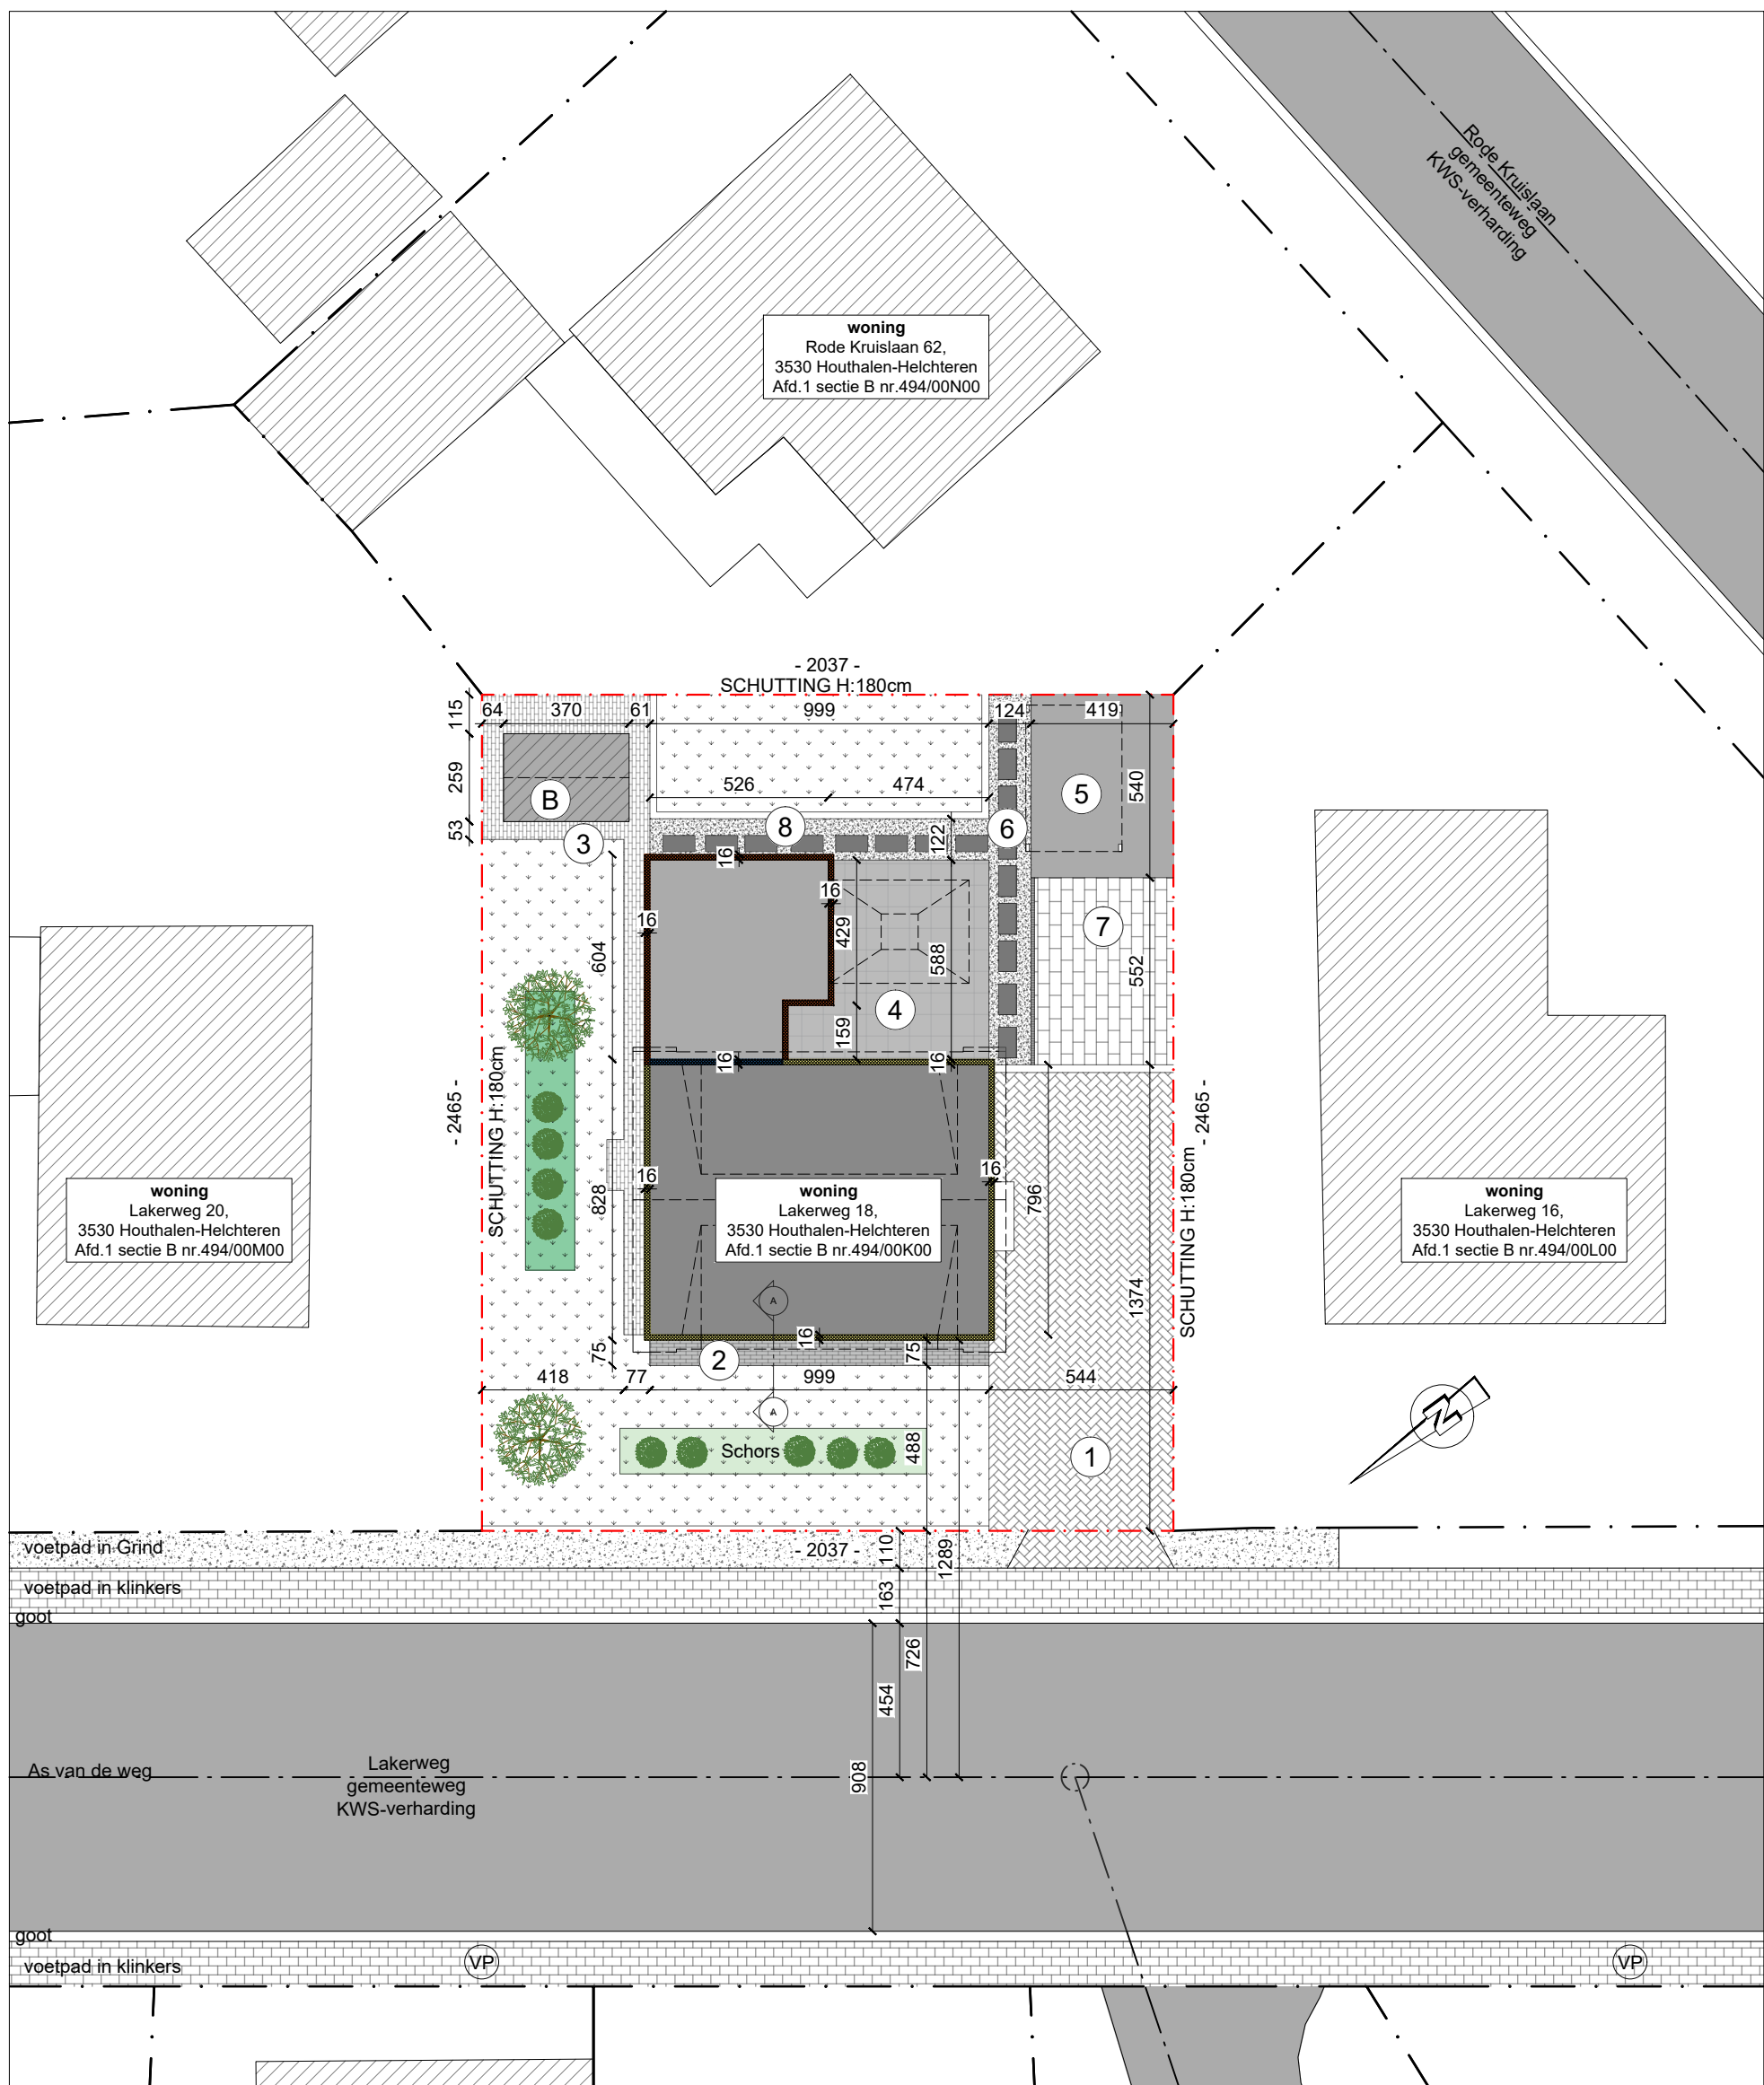 Rode Kruislaan
gemeenteweg
KWS-verharding
woning
Rode Kruislaan 62,
3530 Houthalen-Helchteren
Afd.1 sectie B nr.494/00N00
- 2037 -
SCHUTTING H:180cm
115
64
370
61
999
124
419
259
53
526
474
540
B
5
3
8
6
122
16
16
16
429
588
604
7
552
4
159
16
16
- 2465 -
SCHUTTING H:180cm
- 2465 -
SCHUTTING H:180cm
16
16
828
796
1374
woning
Lakerweg 20,
3530 Houthalen-Helchteren
Afd.1 sectie B nr.494/00M00
woning
Lakerweg 18,
3530 Houthalen-Helchteren
Afd.1 sectie B nr.494/00K00
woning
Lakerweg 16,
3530 Houthalen-Helchteren
Afd.1 sectie B nr.494/00L00
A
16
75
2
75
418
77
999
544
A
N
Schors
488
1
voetpad in Grind
- 2037 -
110
1289
voetpad in klinkers
163
goot
726
454
908
As van de weg
Lakerweg
gemeenteweg
KWS-verharding
goot
voetpad in klinkers
VP
VP